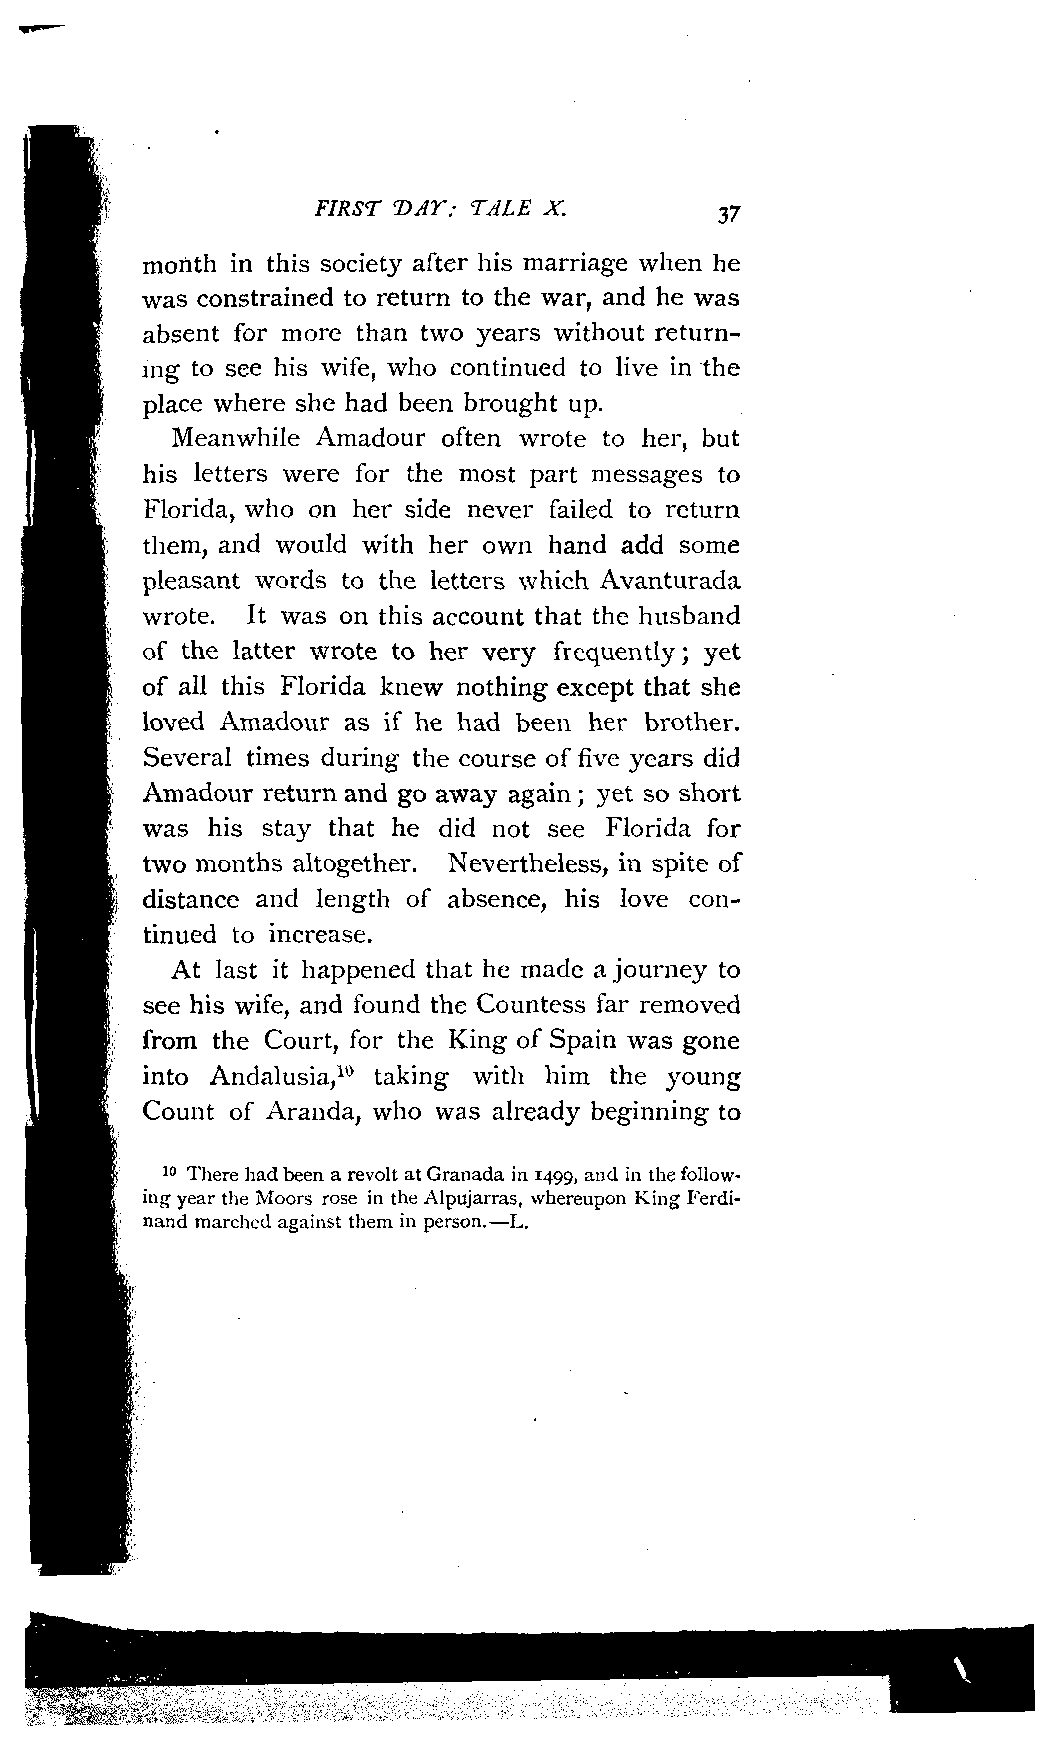 FIRST DAY: TALE X. 37
month in this society after his marriage when he
was constrained to return to the war, and he was
absent for more than two years without return-
ing to see his wife, who continued to live in the
place where she had been brought up.
Meanwhile Amadour often wrote to her, but
his letters were for the most part messages to
Florida, who on her side never failed to return
them, and would with her own hand add some
pleasant words to the letters which Avanturada
wrote. It was on this account that the husband
of the latter wrote to her very frequently; yet
of all this Florida knew nothing except that she
loved Amadour as if he had been her brother.
Several times during the course of five years did
Amadour return and go away again; yet so short
was his stay that he did not see Florida for
two months altogether. Nevertheless, in spite of
distance and length of absence, his love con-
tinued to increase.
At last it happened that he made a journey to
see his wife, and found the Countess far removed
from the Court, for the King of Spain was gone
into Andalusia,¹⁰ taking with him the young
Count of Aranda, who was already beginning to
¹⁰ There had been a revolt at Granada in 1499, and in the follow-
ing year the Moors rose in the Alpujarras, whereupon King Ferdi-
nand marched against them in person.—L.